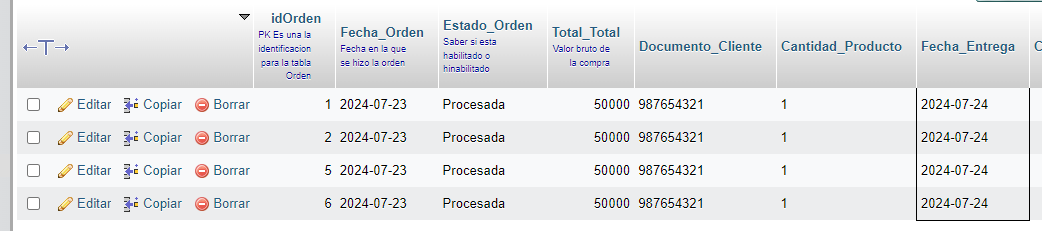 idOrden
PK Es una la
identificacion
para la tabla
Orden
Fecha_Orden
Fecha en la que
se hizo la orden
Estado_Orden
Saber si esta
habilitado o
hinabilitado
Total_Total
Valor bruto de
la compra
Documento_Cliente
Cantidad_Producto
Fecha_Entrega
C
Editar Copiar Borrar 1 2024-07-23 Procesada 50000 987654321 1 2024-07-24
Editar Copiar Borrar 2 2024-07-23 Procesada 50000 987654321 1 2024-07-24
Editar Copiar Borrar 5 2024-07-23 Procesada 50000 987654321 1 2024-07-24
Editar Copiar Borrar 6 2024-07-23 Procesada 50000 987654321 1 2024-07-24